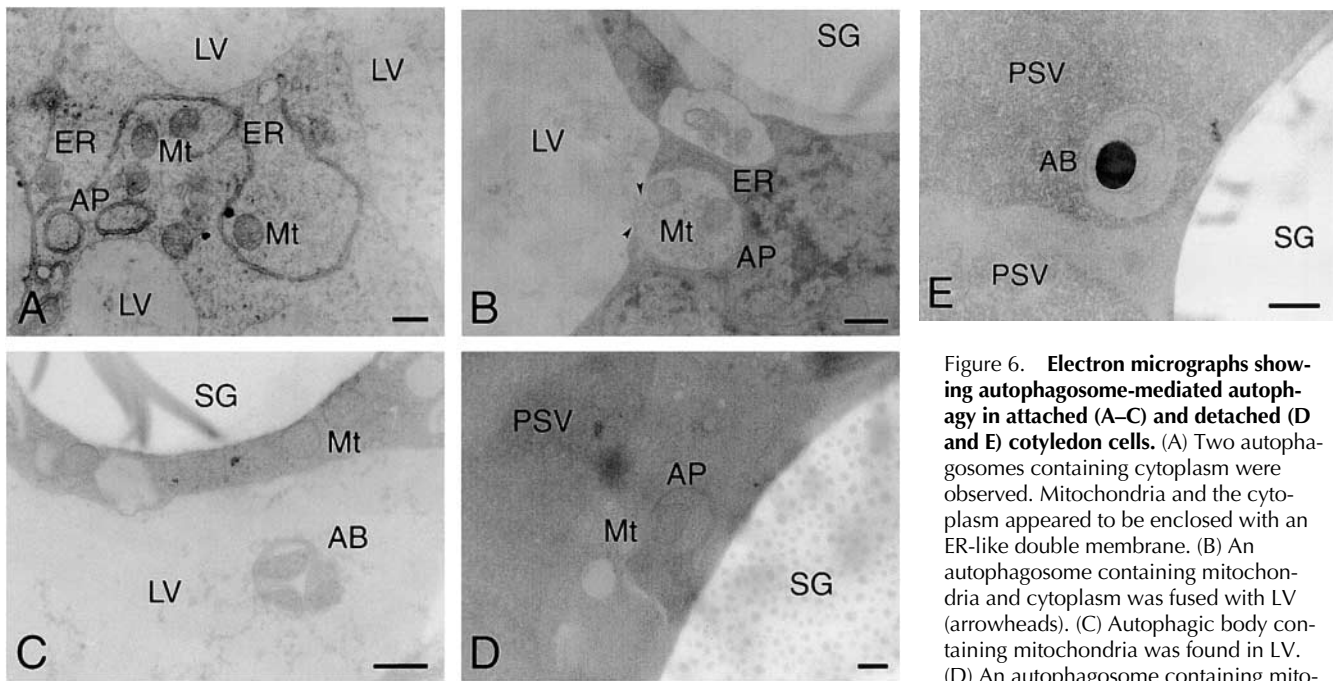 LV
LV
ER
ER
Mt
AP
Mt
LV
A
SG
LV
ER
Mt
AP
B
PSV
AB
SG
PSV
E
SG
Mt
AB
LV
C
PSV
AP
Mt
SG
D
Figure 6. Electron micrographs show-
ing autophagosome-mediated autoph-
agy in attached (A–C) and detached (D
and E) cotyledon cells. (A) Two autopha-
gosomes containing cytoplasm were
observed. Mitochondria and the cyto-
plasm appeared to be enclosed with an
ER-like double membrane. (B) An
autophagosome containing mitochon-
dria and cytoplasm was fused with LV
(arrowheads). (C) Autophagic body con-
taining mitochondria was found in LV.
(D) An autophagosome containing mito-